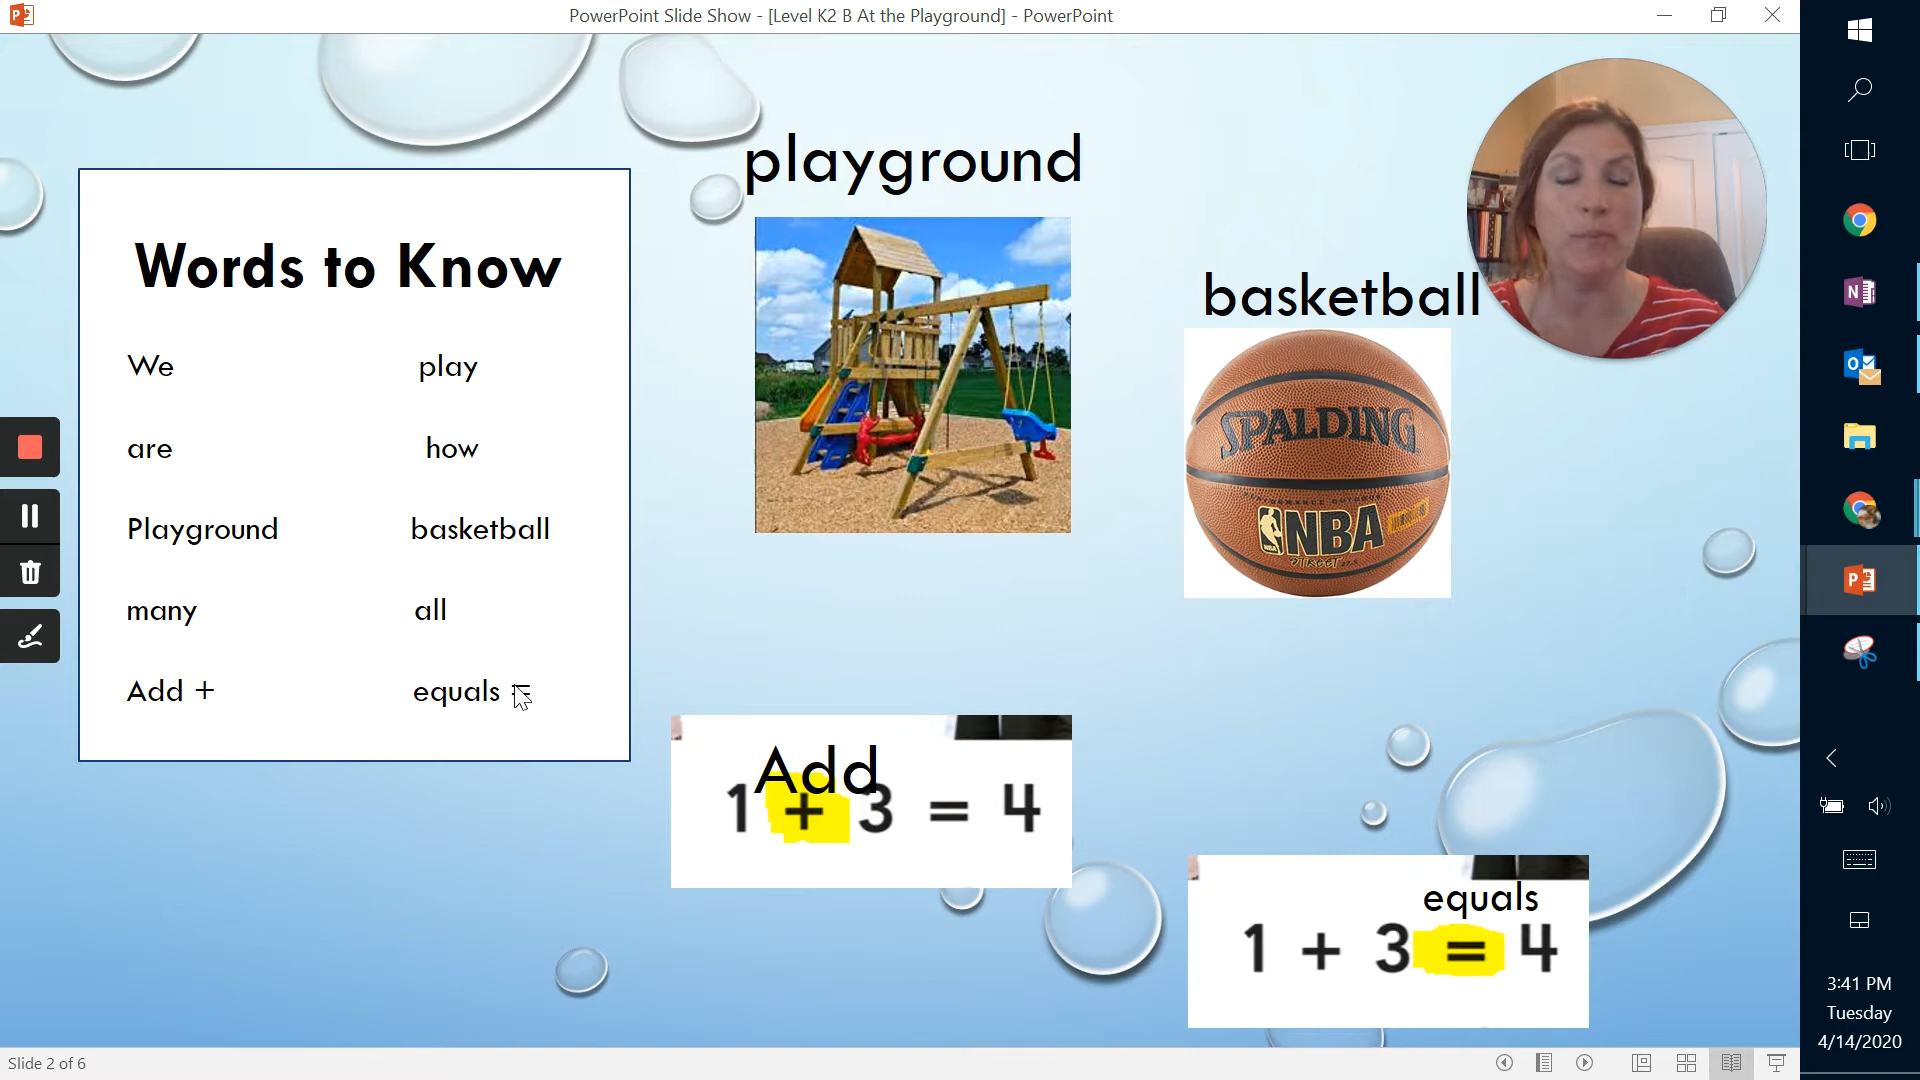 PowerPoint Slide Show - [Level K2 B At the Playground] - PowerPoint
Words to Know
We play
are how
Playground basketball
many all
Add + equals =
playground
basketball
SPALDING
NBA
STREET
Add
1 + 3 = 4
equals
1 + 3 = 4
Slide 2 of 6
3:41 PM
Tuesday
4/14/2020